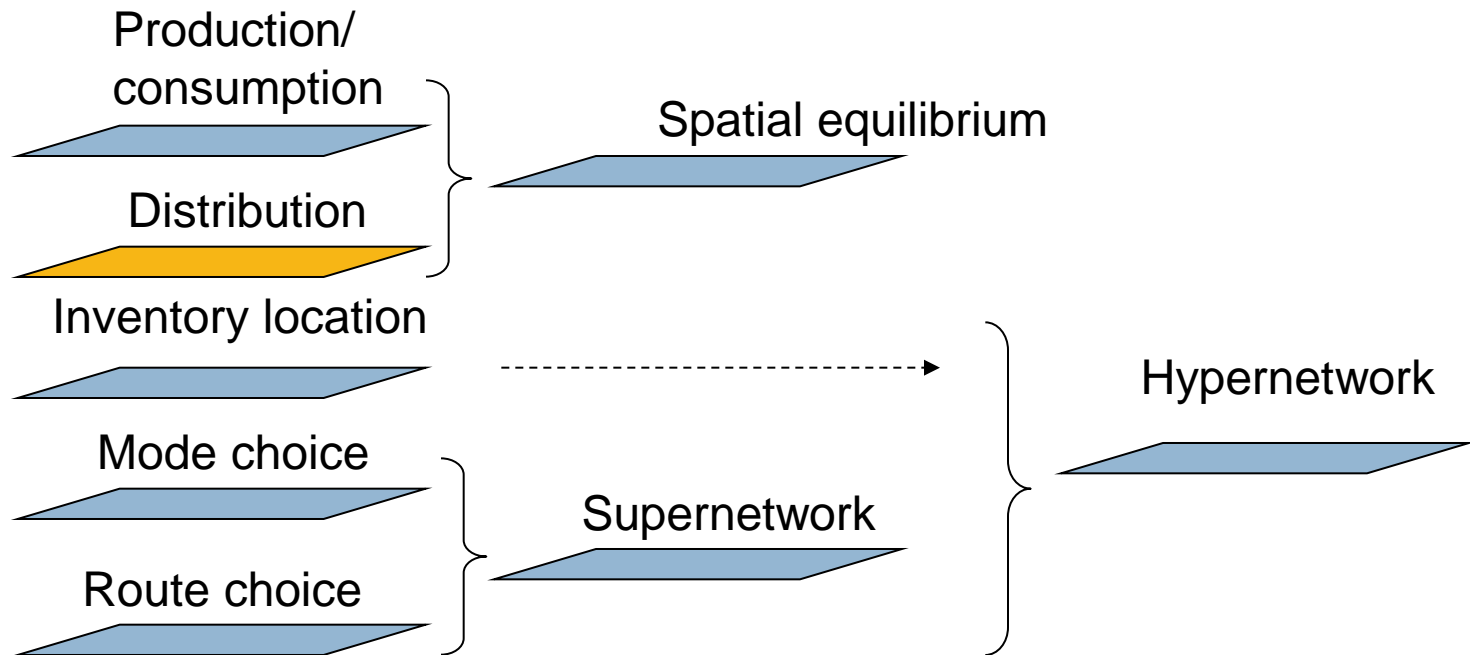 Production/
consumption
Spatial equilibrium
Distribution
Inventory location
Hypernetwork
Mode choice
Supernetwork
Route choice